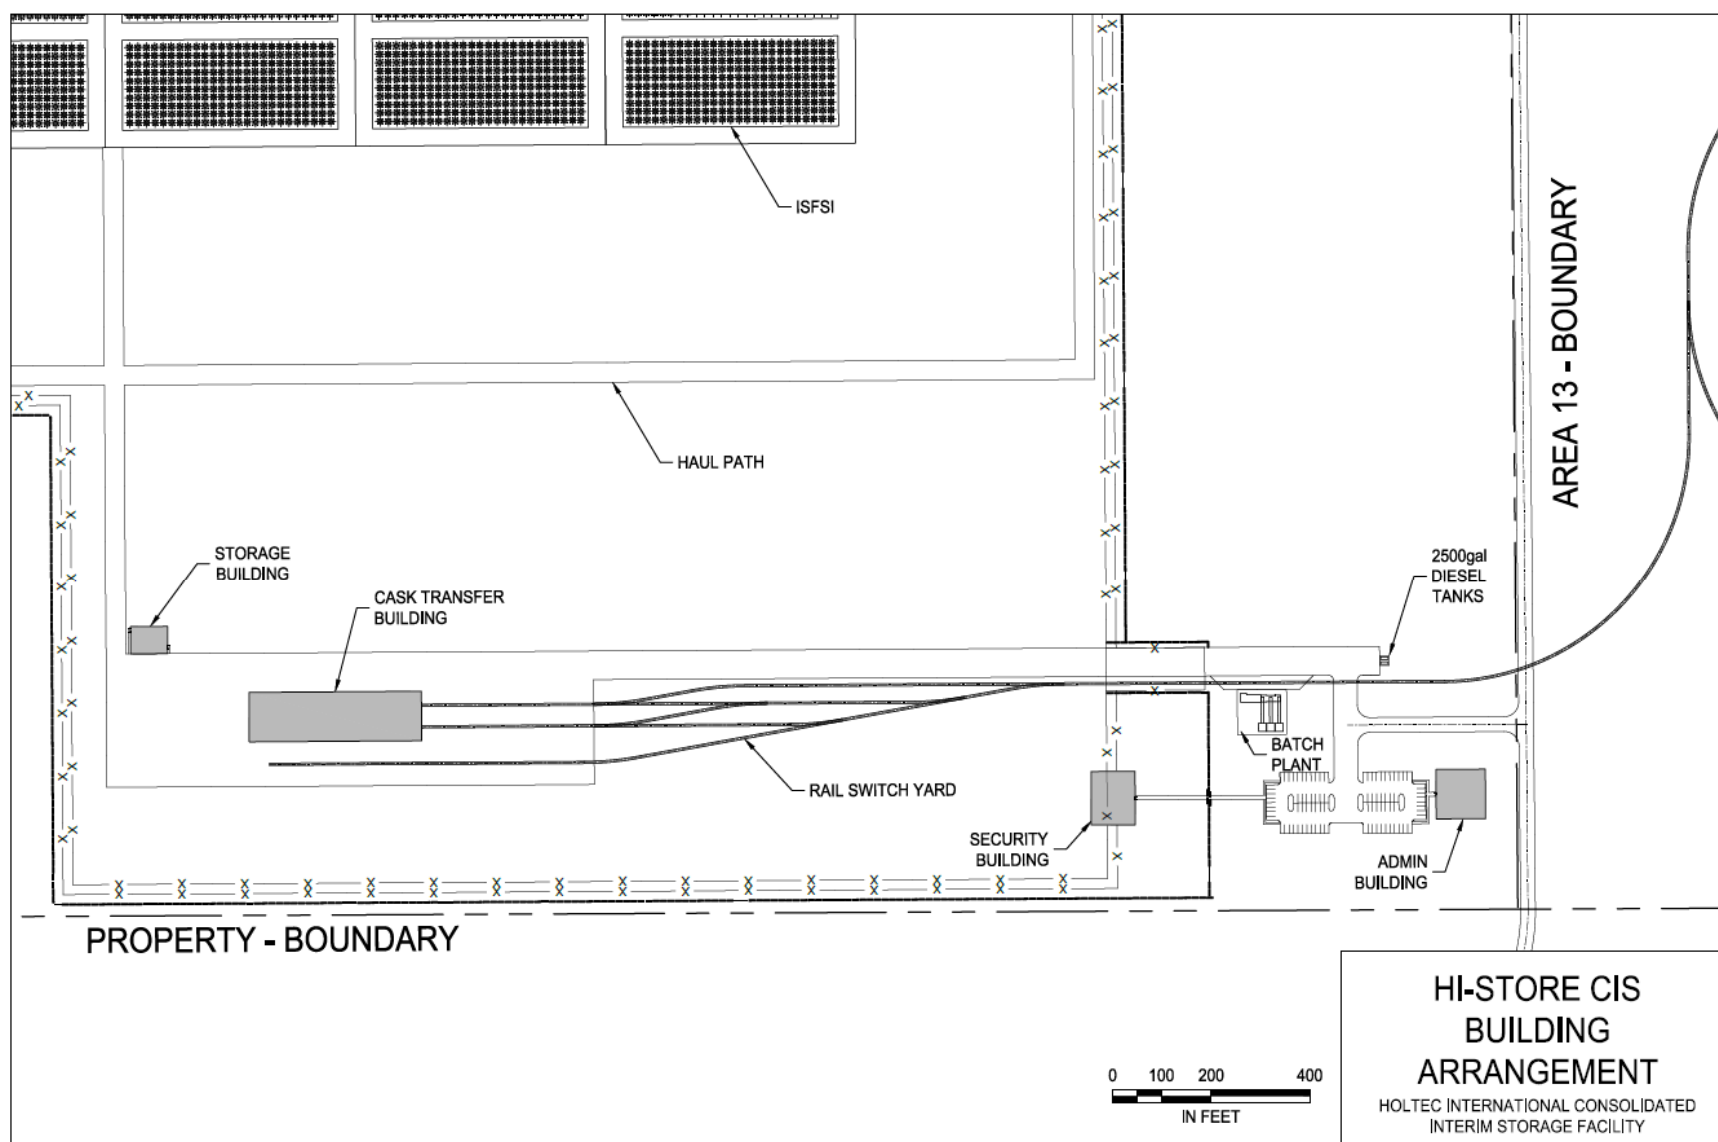 ISFSI
AREA 13 - BOUNDARY
HAUL PATH
STORAGE
BUILDING
CASK TRANSFER
BUILDING
2500gal
DIESEL
TANKS
BATCH
PLANT
RAIL SWITCH YARD
SECURITY
BUILDING
ADMIN
BUILDING
PROPERTY - BOUNDARY
0 100 200 400
IN FEET
HI-STORE CIS
BUILDING
ARRANGEMENT
HOLTEC INTERNATIONAL CONSOLIDATED
INTERIM STORAGE FACILITY